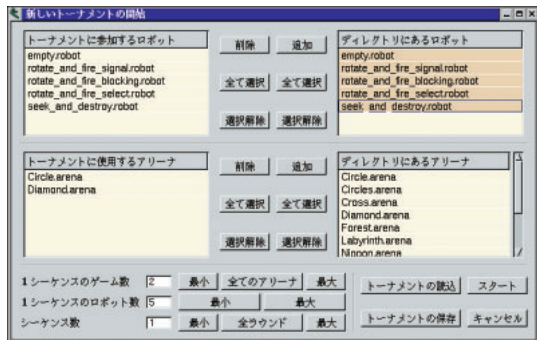 新しいトーナメントの開始
トーナメントに参加するロボット
empty.robot
rotate_and_fire_signal.robot
rotate_and_fire_blocking.robot
rotate_and_fire_select.robot
seek_and_destroy.robot
削除 追加
全て選択 全て選択
選択解除 選択解除
ディレクトリにあるロボット
empty.robot
rotate_and_fire_signal.robot
rotate_and_fire_blocking.robot
rotate_and_fire_select.robot
seek_and_destroy.robot
トーナメントに使用するアリーナ
Circle.arena
Diamond.arena
削除 追加
全て選択 全て選択
選択解除 選択解除
ディレクトリにあるアリーナ
Circle.arena
Circles.arena
Cross.arena
Diamond.arena
Forest.arena
Labyrinth.arena
Nippon.arena
1シーケンスのゲーム数 2 最小 全てのアリーナ 最大
1シーケンスのロボット数 5 最小 最大
シーケンス数 1 最小 全ラウンド 最大
トーナメントの読込 スタート
トーナメントの保存 キャンセル